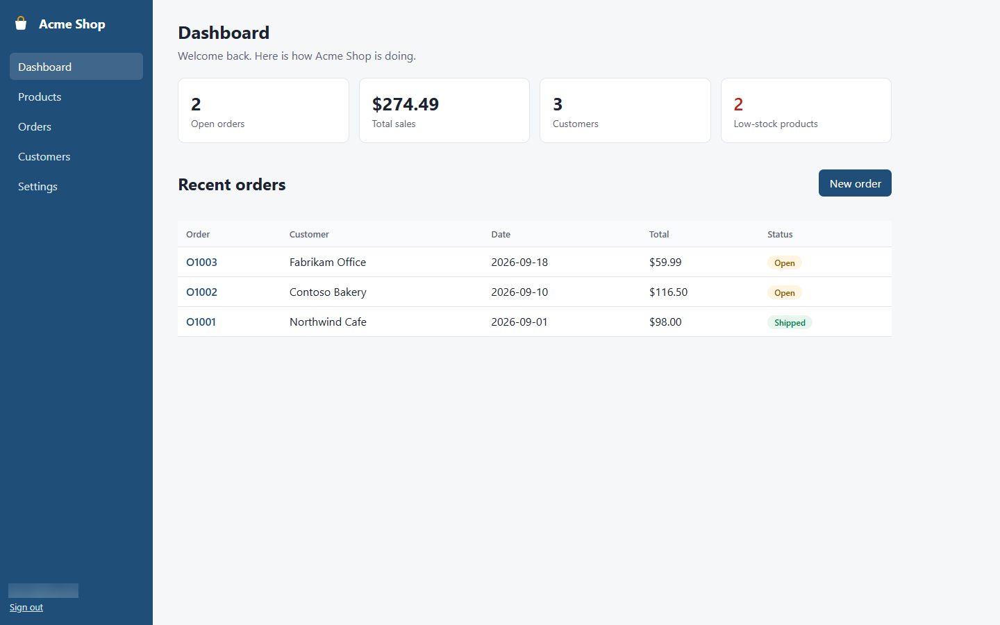 Acme Shop
Dashboard
Products
Orders
Customers
Settings
Sign out
Dashboard
Welcome back. Here is how Acme Shop is doing.
2
Open orders
$274.49
Total sales
3
Customers
2
Low-stock products
Recent orders
New order
Order Customer Date Total Status
O1003 Fabrikam Office 2026-09-18 $59.99 Open
O1002 Contoso Bakery 2026-09-10 $116.50 Open
O1001 Northwind Cafe 2026-09-01 $98.00 Shipped